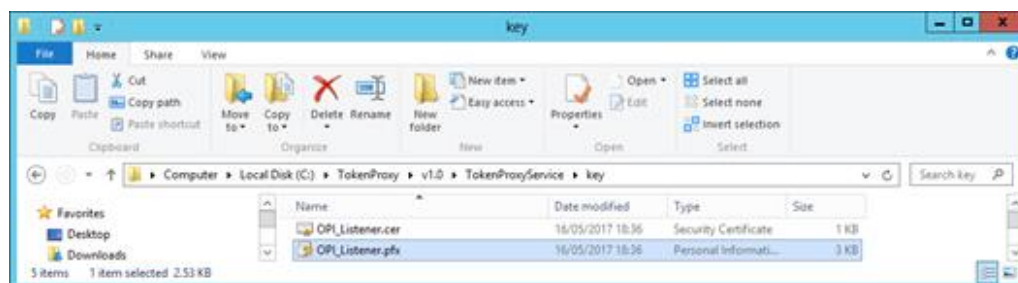 key
File Home Share View
Copy
Paste
Cut
Copy path
Paste shortcut
Clipboard
Move to
Copy to
Delete
Rename
Organize
New folder
New item
Easy access
New
Properties
Open
Edit
Open
Select all
Select none
Invert selection
Select
Computer Local Disk (C:) TokenProxy v1.0 TokenProxyService key
Search key
Favorites
Desktop
Downloads
Name Date modified Type Size
OPI_Listener.cer 16/05/2017 18:36 Security Certificate 1 KB
OPI_Listener.pfx 16/05/2017 18:36 Personal Informati... 3 KB
5 items 1 item selected 2.53 KB